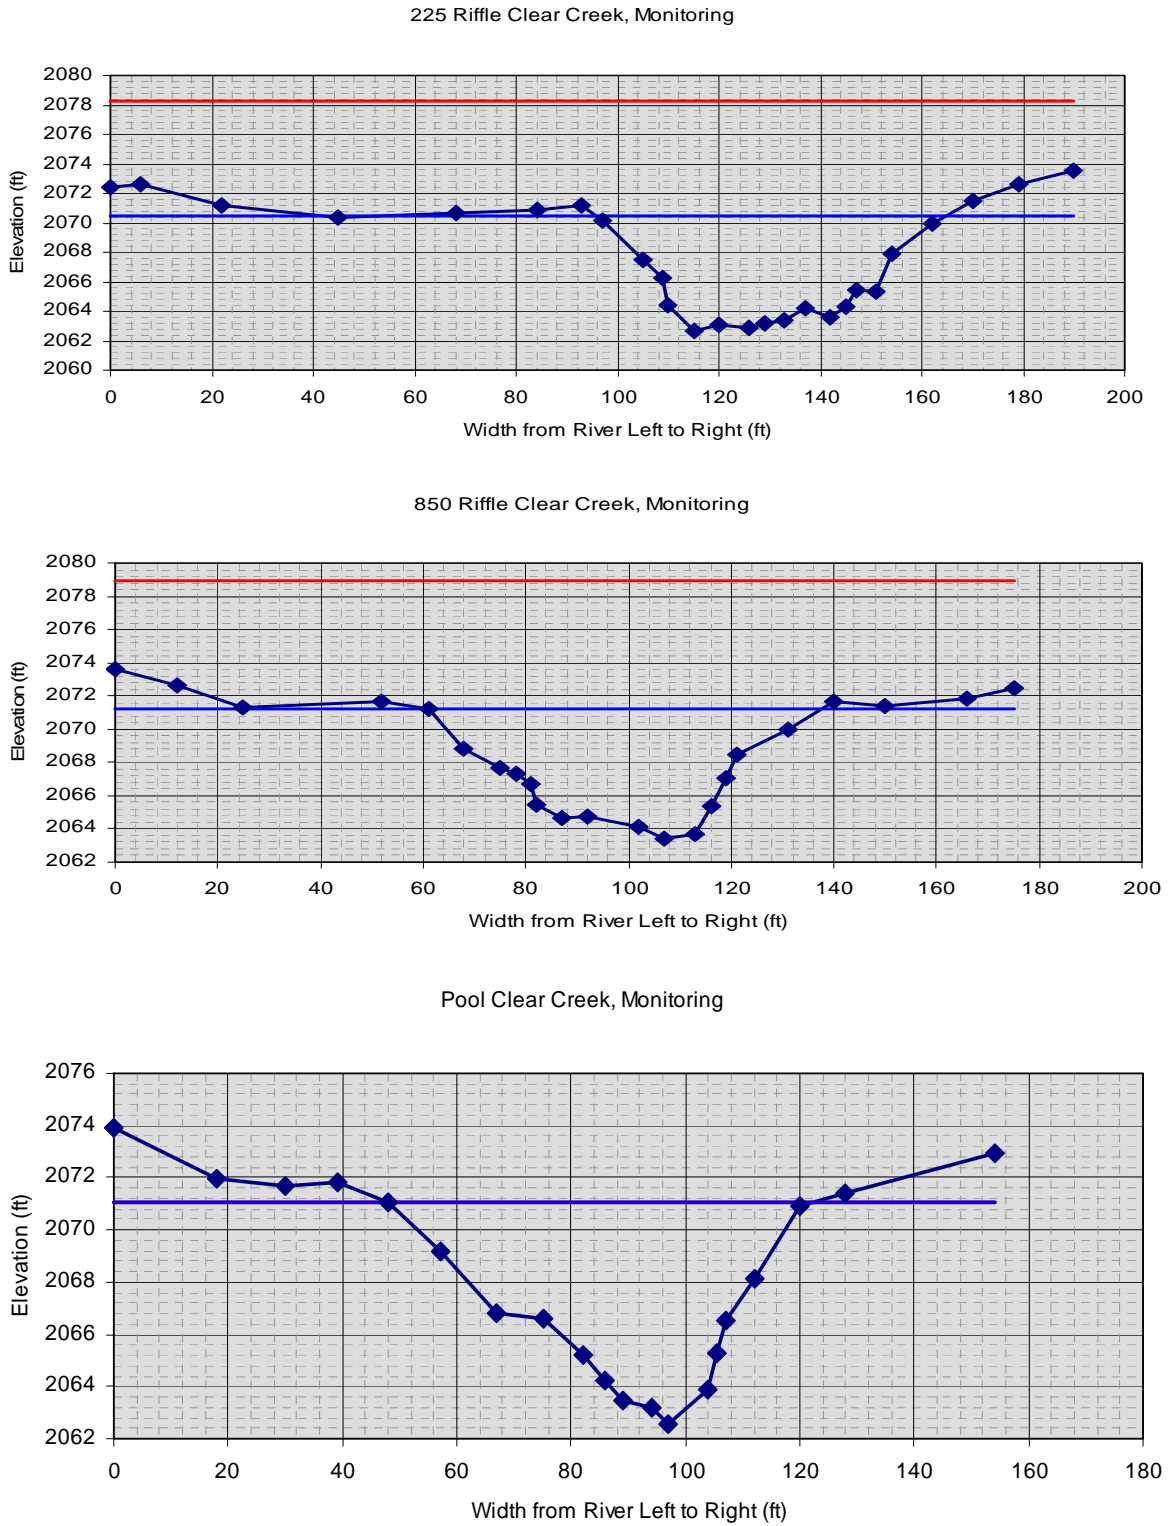 225 Riffle Clear Creek, Monitoring
2080
2078
2076
2074
2072
2070
2068
2066
2064
2062
2060
Elevation (ft)
0 20 40 60 80 100 120 140 160 180 200
Width from River Left to Right (ft)
850 Riffle Clear Creek, Monitoring
2080
2078
2076
2074
2072
2070
2068
2066
2064
2062
Elevation (ft)
0 20 40 60 80 100 120 140 160 180 200
Width from River Left to Right (ft)
Pool Clear Creek, Monitoring
2076
2074
2072
2070
2068
2066
2064
2062
Elevation (ft)
0 20 40 60 80 100 120 140 160 180
Width from River Left to Right (ft)